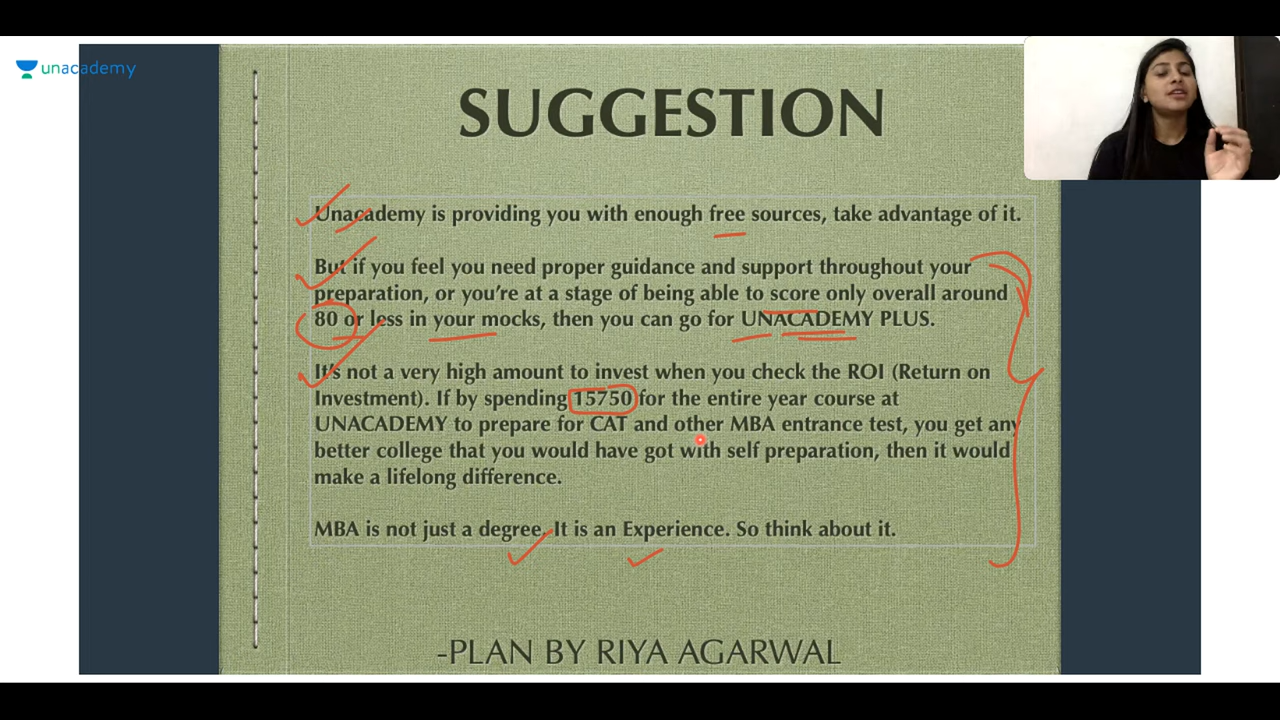 unacademy
SUGGESTION
Unacademy is providing you with enough free sources, take advantage of it.
But if you feel you need proper guidance and support throughout your
preparation, or you're at a stage of being able to score only overall around
80 or less in your mocks, then you can go for UNACADEMY PLUS.
It's not a very high amount to invest when you check the ROI (Return on
Investment). If by spending 15750 for the entire year course at
UNACADEMY to prepare for CAT and other MBA entrance test, you get any
better college that you would have got with self preparation, then it would
make a lifelong difference.
MBA is not just a degree. It is an Experience. So think about it.
-PLAN BY RIYA AGARWAL